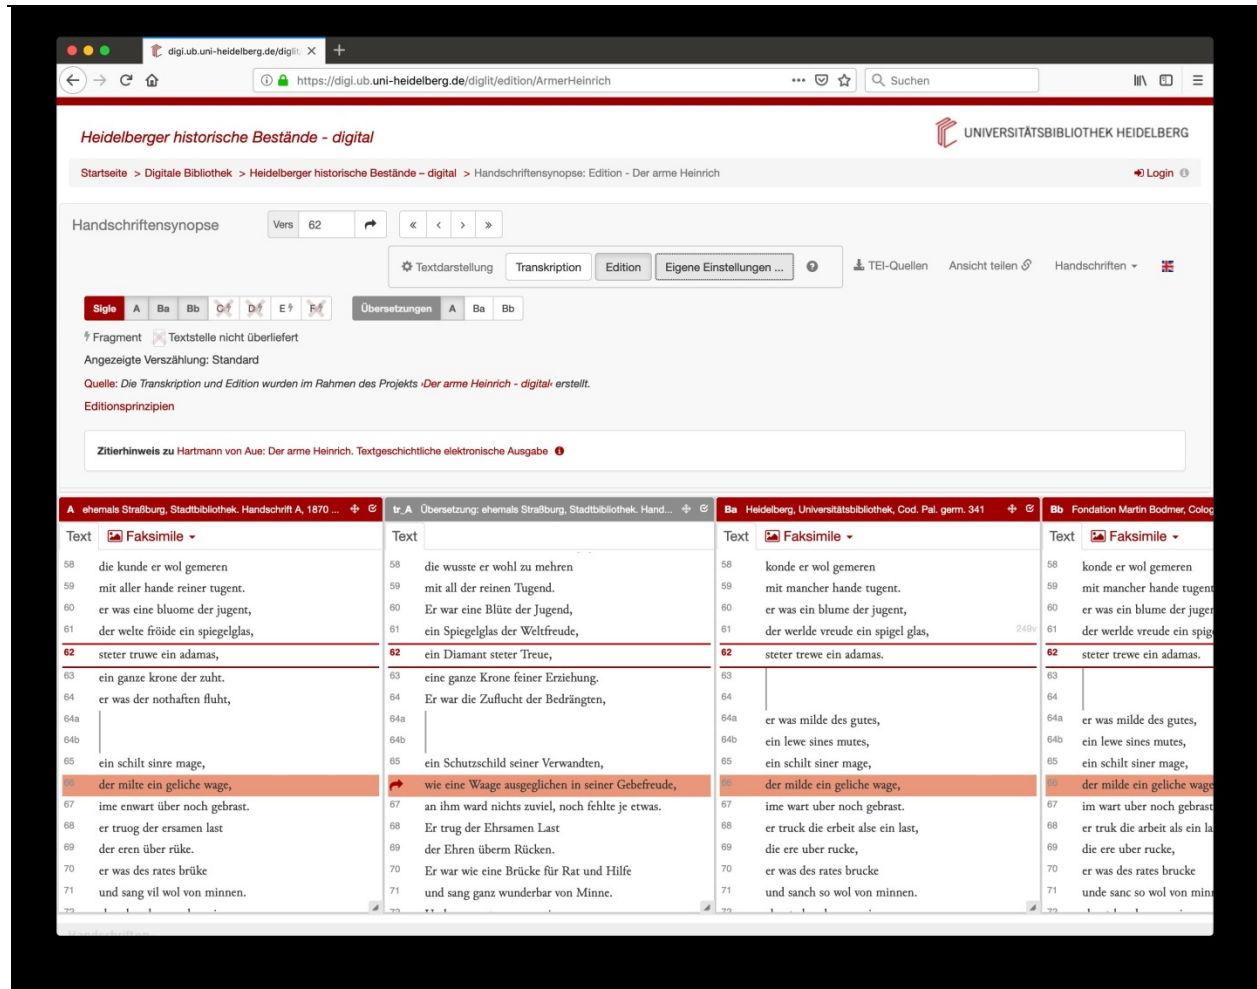 digi.ub.uni-heidelberg.de/diglit/
https://digi.ub.uni-heidelberg.de/diglit/edition/ArmerHeinrich
Suchen
Heidelberger historische Bestände - digital
UNIVERSITÄTSBIBLIOTHEK HEIDELBERG
Startseite > Digitale Bibliothek > Heidelberger historische Bestände – digital > Handschriftensynopse: Edition - Der arme Heinrich
Login
Handschriftensynopse
Vers 62
« < > »
Textdarstellung Transkription Edition Eigene Einstellungen ...
TEI-Quellen Ansicht teilen Handschriften
Sigle A Ba Bb C D E F
Übersetzungen A Ba Bb
Fragment Textstelle nicht überliefert
Angezeigte Verszählung: Standard
Quelle: Die Transkription und Edition wurden im Rahmen des Projekts ›Der arme Heinrich - digital‹ erstellt.
Editionsprinzipien
Zitierhinweis zu Hartmann von Aue: Der arme Heinrich. Textgeschichtliche elektronische Ausgabe
A ehemals Straßburg, Stadtbibliothek. Handschrift A, 1870 ...
Text Faksimile
58 die kunde er wol gemeren
59 mit aller hande reiner tugent.
60 er was eine bluome der jugent,
61 der welte fröide ein spiegelglas,
62 steter truwe ein adamas,
63 ein ganze krone der zuht.
64 er was der nothaften fluht,
64a
64b
65 ein schilt sinre mage,
66 der milte ein geliche wage,
67 ime enwart über noch gebrast.
68 er truog der ersamen last
69 der eren über rüke.
70 er was des rates brüke
71 und sang vil wol von minnen.
72
tr_A Übersetzung: ehemals Straßburg, Stadtbibliothek. Hand...
Text
58 die wusste er wohl zu mehren
59 mit all der reinen Tugend.
60 Er war eine Blüte der Jugend,
61 ein Spiegelglas der Weltfreude,
62 ein Diamant steter Treue,
63 eine ganze Krone feiner Erziehung.
64 Er war die Zuflucht der Bedrängten,
64a
64b
65 ein Schutzschild seiner Verwandten,
wie eine Waage ausgeglichen in seiner Gebefreude,
67 an ihm ward nichts zuviel, noch fehlte je etwas.
68 Er trug der Ehrsamen Last
69 der Ehren überm Rücken.
70 Er war wie eine Brücke für Rat und Hilfe
71 und sang ganz wunderbar von Minne.
72
Ba Heidelberg, Universitätsbibliothek, Cod. Pal. germ. 341
Text Faksimile
58 konde er wol gemeren
59 mit mancher hande tugent.
60 er was ein blume der jugent,
61 der werlde vreude ein spigel glas, 249v
62 steter trewe ein adamas.
63
64
64a er was milde des gutes,
64b ein lewe sines mutes,
65 ein schilt siner mage,
66 der milde ein geliche wage,
67 ime wart uber noch gebrast.
68 er truck die erbeit alse ein last,
69 die ere uber rucke,
70 er was des rates brucke
71 und sanch so wol von minnen.
72
Bb Fondation Martin Bodmer, Colog
Text Faksimile
58 konde er wol gemeren
59 mit mancher hande tugent
60 er was ein blume der juger
61 der werlde vreude ein spig
62 steter trewe ein adamas.
63
64
64a er was milde des gutes,
64b ein lewe sines mutes,
65 ein schilt siner mage,
66 der milde ein geliche wage
67 im wart uber noch gebrast
68 er truk die arbeit als ein la
69 die ere uber rucke,
70 er was des rates brucke
71 unde sanc so wol von minn
72
Handschriften